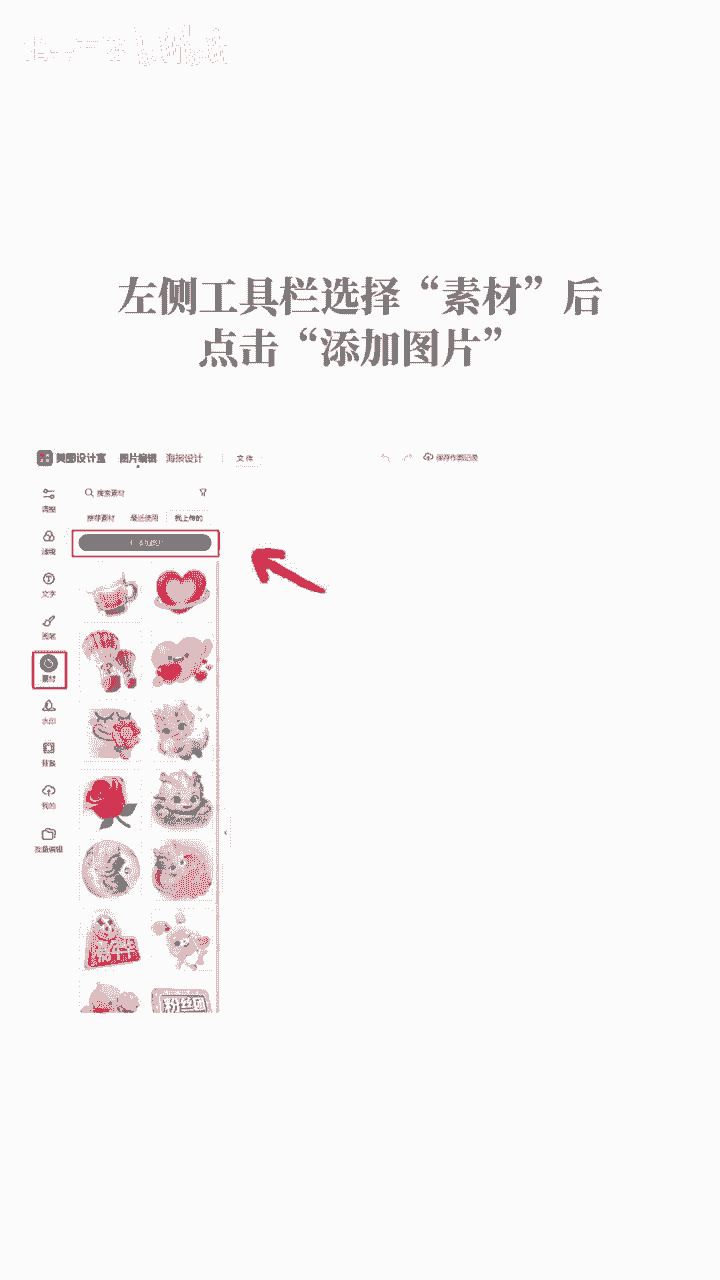 左侧工具栏选择“素材”后
点击“添加图片”
美图设计室 图片编辑 海报设计 文件 保存作图记录
搜索素材
推荐素材 最近使用 我上传的
调整
滤镜
文字
画笔
素材
水印
背景
我的
批量编辑
嘉年华
粉丝团